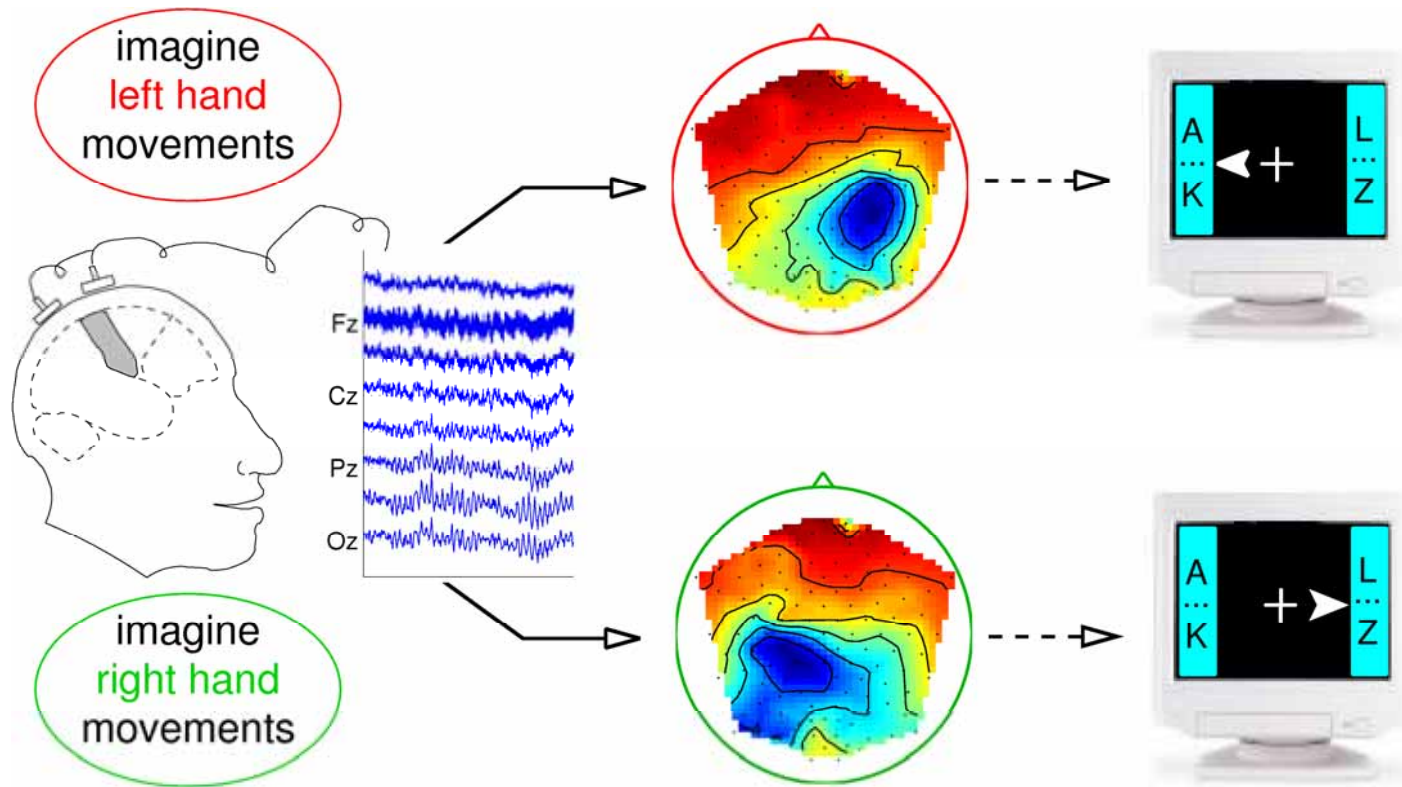 imagine
left hand
movements
Fz
Cz
Pz
Oz
imagine
right hand
movements
A
...
K
L
...
Z
A
...
K
L
...
Z